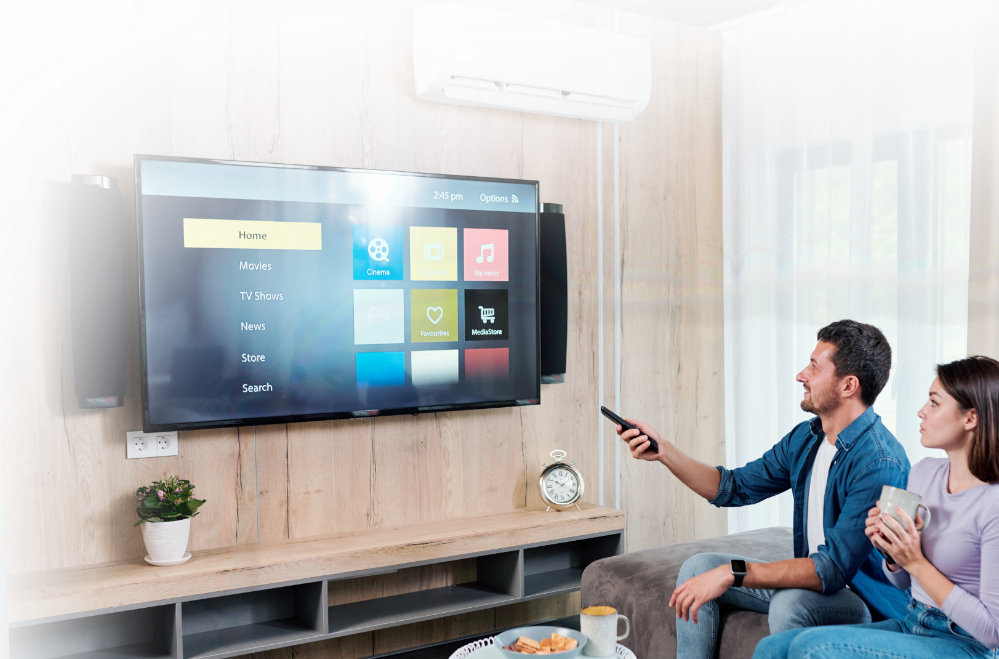 2:45 pm
Options
Home
Movies
TV Shows
News
Store
Search
Cinema
My music
Favourites
MediaStore